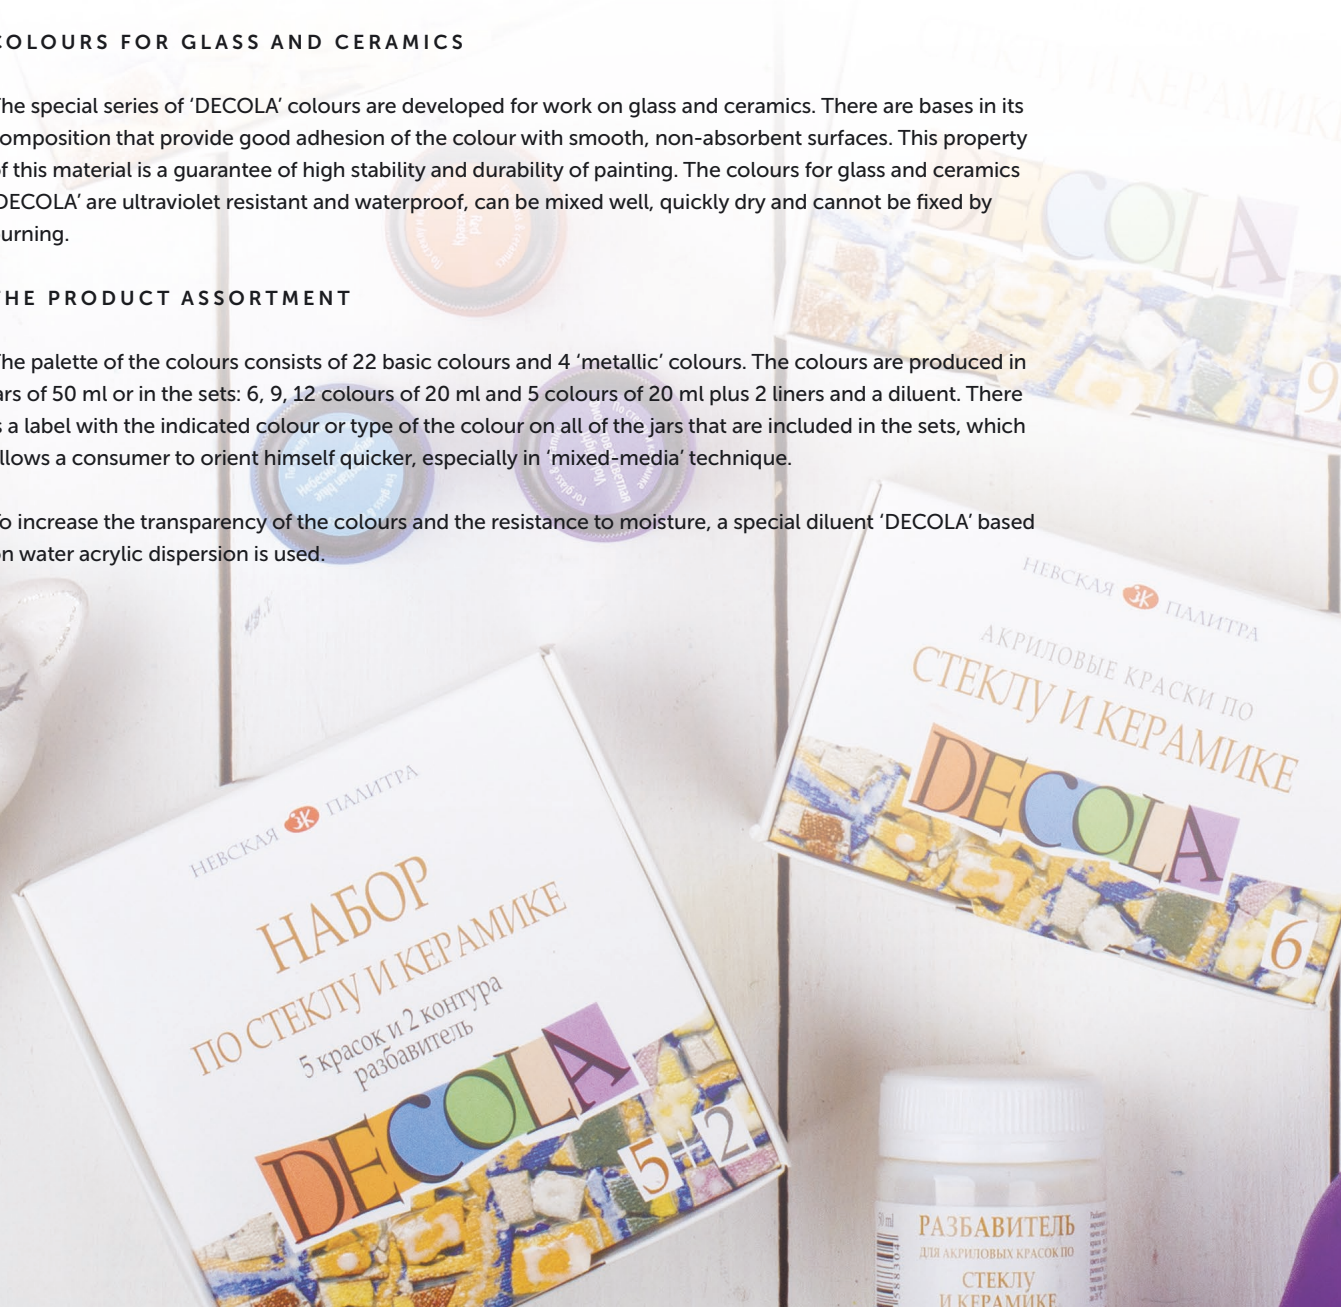 COLOURS FOR GLASS AND CERAMICS
he special series of ‘DECOLA’ colours are developed for work on glass and ceramics. There are bases in its
omposition that provide good adhesion of the colour with smooth, non-absorbent surfaces. This property
f this material is a guarantee of high stability and durability of painting. The colours for glass and ceramics
DECOLA’ are ultraviolet resistant and waterproof, can be mixed well, quickly dry and cannot be fixed by
urning.
HE PRODUCT ASSORTMENT
he palette of the colours consists of 22 basic colours and 4 ‘metallic’ colours. The colours are produced in
ars of 50 ml or in the sets: 6, 9, 12 colours of 20 ml and 5 colours of 20 ml plus 2 liners and a diluent. There
s a label with the indicated colour or type of the colour on all of the jars that are included in the sets, which
llows a consumer to orient himself quicker, especially in ‘mixed-media’ technique.
o increase the transparency of the colours and the resistance to moisture, a special diluent ‘DECOLA’ based
n water acrylic dispersion is used.
СТЕКЛУ И КЕРАМИК
DECOLA
9
Red
НЕВСКАЯ ПАЛИТРА
АКРИЛОВЫЕ КРАСКИ ПО
СТЕКЛУ И КЕРАМИКЕ
DECOLA
6
НЕВСКАЯ ПАЛИТРА
НАБОР
ПО СТЕКЛУ И КЕРАМИКЕ
5 красок и 2 контура
разбавитель
DECOLA
5+2
50 ml
РАЗБАВИТЕЛЬ
ДЛЯ АКРИЛОВЫХ КРАСОК ПО
СТЕКЛУ
И КЕРАМИКЕ